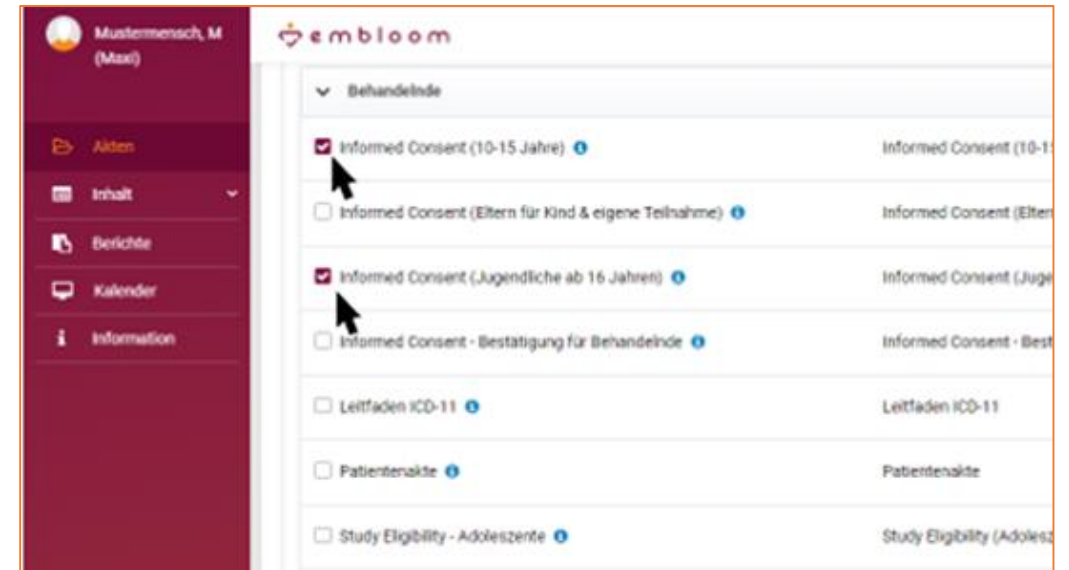 Mustermensch, M
(Maxi)
embloom
Behandelnde
Akten
Inhalt
Berichte
Kalender
Information
Informed Consent (10-15 Jahre)
Informed Consent (10-1
Informed Consent (Eltern für Kind & eigene Teilnahme)
Informed Consent (Elter
Informed Consent (Jugendliche ab 16 Jahren)
Informed Consent (Juge
Informed Consent - Bestätigung für Behandelnde
Informed Consent - Best
Leitfaden ICD-11
Leitfaden ICD-11
Patientenakte
Patientenakte
Study Eligibility - Adoleszente
Study Eligibility (Adolesz